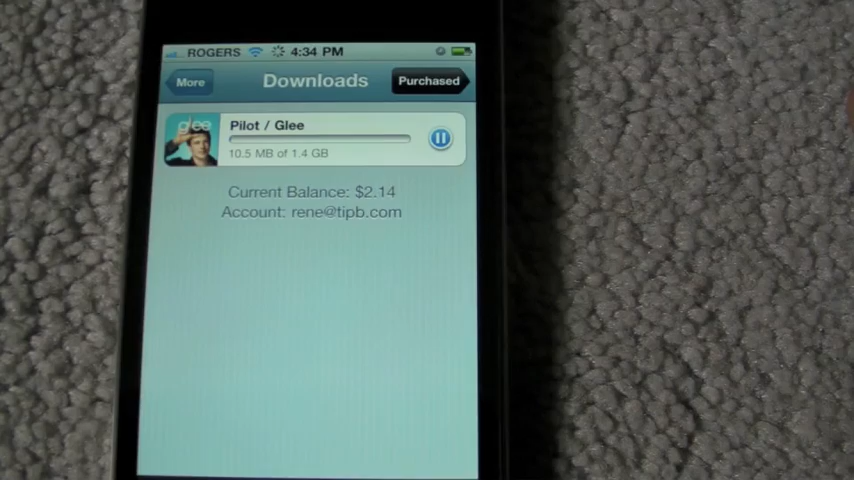 ROGERS 4:34 PM
More Downloads Purchased
glee
Pilot / Glee
10.5 MB of 1.4 GB
Current Balance: $2.14
Account: rene@tipb.com